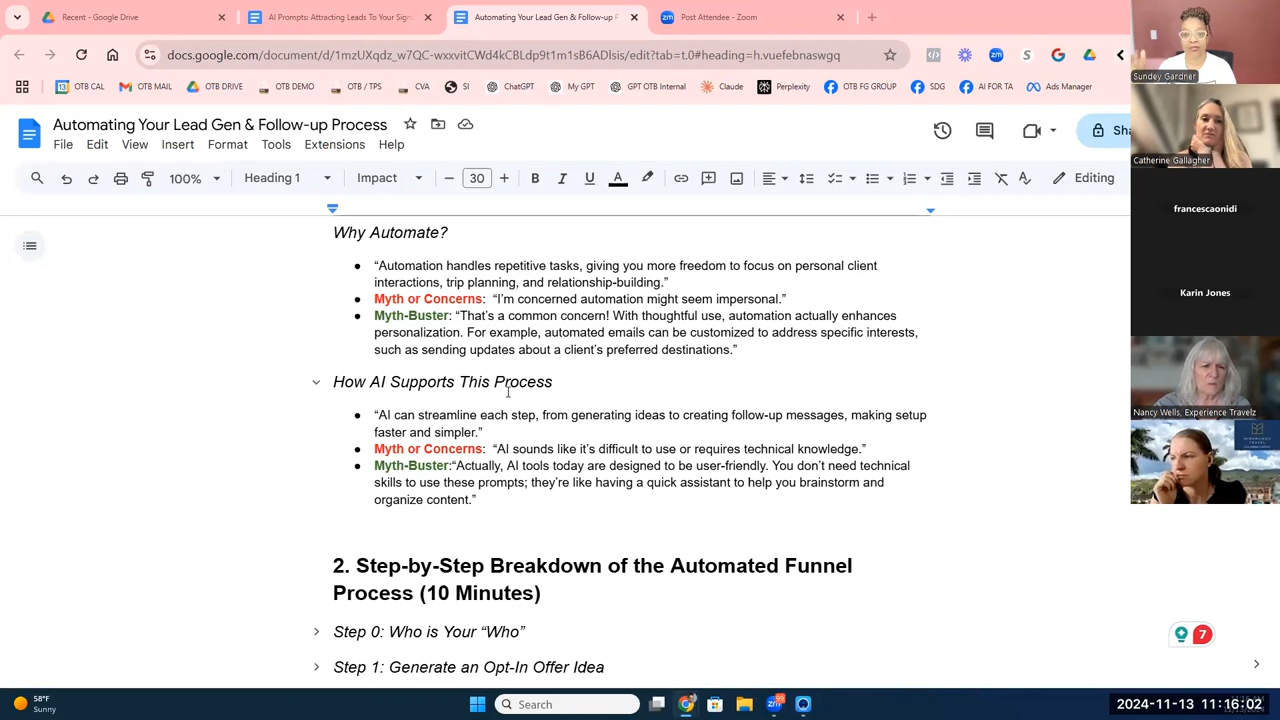 Recent - Google Drive
AI Prompts: Attracting Leads To Your Sign
Automating Your Lead Gen & Follow-up P
Post Attendee - Zoom
docs.google.com/document/d/1mzUXqdz_w7QC-wxvitCW4kCBLdp9t1m1sB6ADlsis/edit?tab=t.0#heading=h.vuefebnaswgq
OTB CAL
OTB MAIL
OTB DRIVE
OTB DEMO
OTB / TPS
CVA
ChatGPT
My GPT
GPT OTB Internal
Claude
Perplexity
OTB FG GROUP
SDG
AI FOR TA
Ads Manager
Automating Your Lead Gen & Follow-up Process
File Edit View Insert Format Tools Extensions Help
Sha
100% Heading 1 Impact 30 Editing
Why Automate?
● “Automation handles repetitive tasks, giving you more freedom to focus on personal client
interactions, trip planning, and relationship-building.”
● Myth or Concerns: “I’m concerned automation might seem impersonal.”
● Myth-Buster: “That’s a common concern! With thoughtful use, automation actually enhances
personalization. For example, automated emails can be customized to address specific interests,
such as sending updates about a client’s preferred destinations.”
How AI Supports This Process
● “AI can streamline each step, from generating ideas to creating follow-up messages, making setup
faster and simpler.”
● Myth or Concerns: “AI sounds like it’s difficult to use or requires technical knowledge.”
● Myth-Buster:“Actually, AI tools today are designed to be user-friendly. You don’t need technical
skills to use these prompts; they’re like having a quick assistant to help you brainstorm and
organize content.”
2. Step-by-Step Breakdown of the Automated Funnel
Process (10 Minutes)
Step 0: Who is Your “Who”
Step 1: Generate an Opt-In Offer Idea
7
Sundey Gardner
Catherine Gallagher
francescaonidi
Karin Jones
Nancy Wells, Experience Travelz
58°F
Sunny
Search
99
2024-11-13 11:16:02